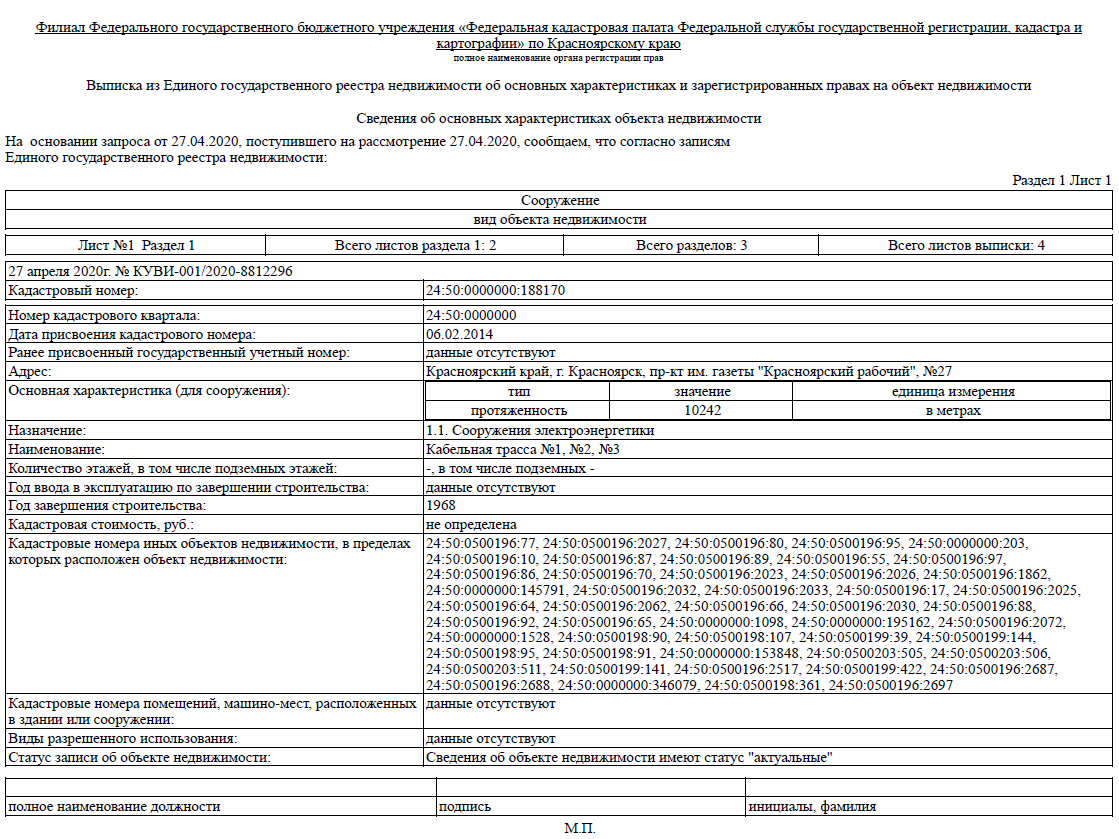 Филиал Федерального государственного бюджетного учреждения «Федеральная кадастровая палата Федеральной службы государственной регистрации, кадастра и
картографии» по Красноярскому краю
полное наименование органа регистрации прав
Выписка из Единого государственного реестра недвижимости об основных характеристиках и зарегистрированных правах на объект недвижимости
Сведения об основных характеристиках объекта недвижимости
На основании запроса от 27.04.2020, поступившего на рассмотрение 27.04.2020, сообщаем, что согласно записям
Единого государственного реестра недвижимости:
Раздел 1 Лист 1
Сооружение
вид объекта недвижимости
Лист №1 Раздел 1 Всего листов раздела 1: 2 Всего разделов: 3 Всего листов выписки: 4
27 апреля 2020г. № КУВИ-001/2020-8812296
Кадастровый номер: 24:50:0000000:188170
Номер кадастрового квартала: 24:50:0000000
Дата присвоения кадастрового номера: 06.02.2014
Ранее присвоенный государственный учетный номер: данные отсутствуют
Адрес: Красноярский край, г. Красноярск, пр-кт им. газеты "Красноярский рабочий", №27
Основная характеристика (для сооружения): тип значение единица измерения
протяженность 10242 в метрах
Назначение: 1.1. Сооружения электроэнергетики
Наименование: Кабельная трасса №1, №2, №3
Количество этажей, в том числе подземных этажей: -, в том числе подземных -
Год ввода в эксплуатацию по завершении строительства: данные отсутствуют
Год завершения строительства: 1968
Кадастровая стоимость, руб.: не определена
Кадастровые номера иных объектов недвижимости, в пределах которых расположен объект недвижимости:
24:50:0500196:77, 24:50:0500196:2027, 24:50:0500196:80, 24:50:0500196:95, 24:50:0000000:203,
24:50:0500196:10, 24:50:0500196:87, 24:50:0500196:89, 24:50:0500196:55, 24:50:0500196:97,
24:50:0500196:86, 24:50:0500196:70, 24:50:0500196:2023, 24:50:0500196:2026, 24:50:0500196:1862,
24:50:0000000:145791, 24:50:0500196:2032, 24:50:0500196:2033, 24:50:0500196:17, 24:50:0500196:2025,
24:50:0500196:64, 24:50:0500196:2062, 24:50:0500196:66, 24:50:0500196:2030, 24:50:0500196:88,
24:50:0500196:92, 24:50:0500196:65, 24:50:0000000:1098, 24:50:0000000:195162, 24:50:0500196:2072,
24:50:0000000:1528, 24:50:0500198:90, 24:50:0500198:107, 24:50:0500199:39, 24:50:0500199:144,
24:50:0500198:95, 24:50:0500198:91, 24:50:0000000:153848, 24:50:0500203:505, 24:50:0500203:506,
24:50:0500203:511, 24:50:0500199:141, 24:50:0500196:2517, 24:50:0500199:422, 24:50:0500196:2687,
24:50:0500196:2688, 24:50:0000000:346079, 24:50:0500198:361, 24:50:0500196:2697
Кадастровые номера помещений, машино-мест, расположенных данные отсутствуют
в здании или сооружении:
Виды разрешенного использования: данные отсутствуют
Статус записи об объекте недвижимости: Сведения об объекте недвижимости имеют статус "актуальные"
полное наименование должности подпись инициалы, фамилия
М.П.